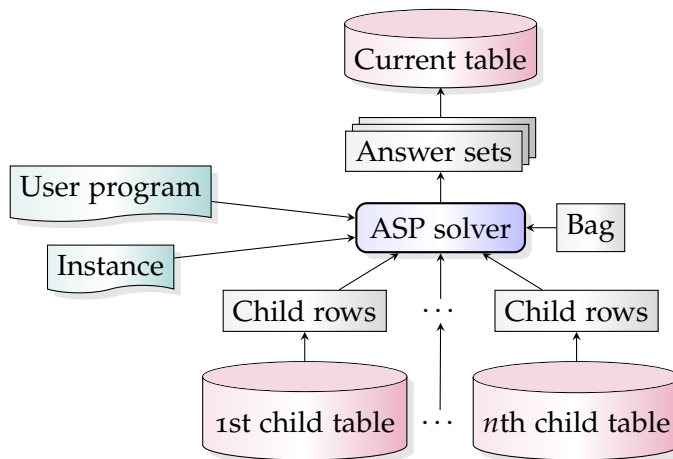 Current table
Answer sets
User program
ASP solver
Bag
Instance
Child rows
...
Child rows
1st child table
...
nth child table